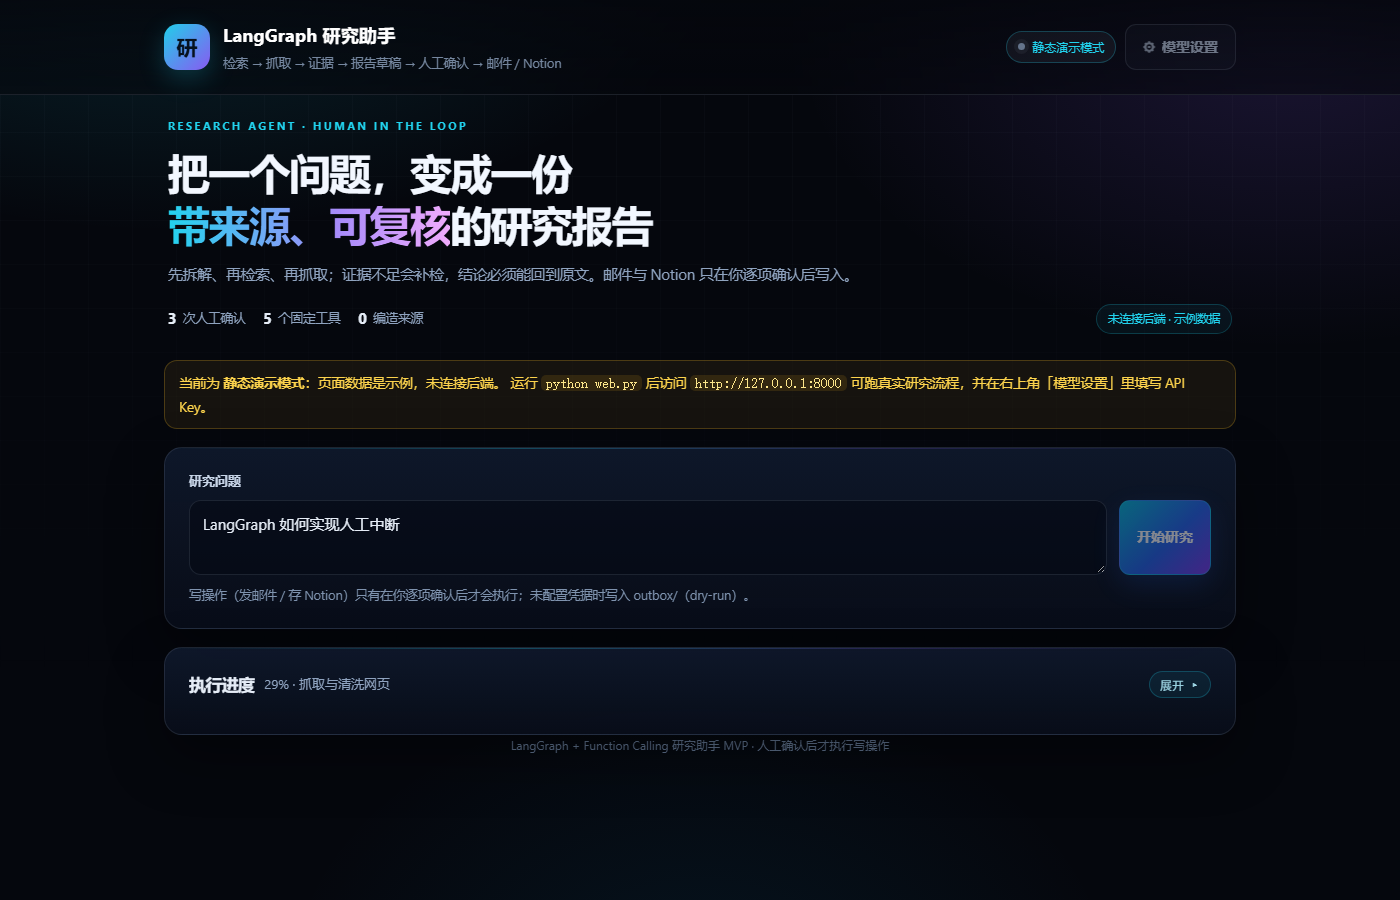 研
LangGraph 研究助手
检索 → 抓取 → 证据 → 报告草稿 → 人工确认 → 邮件 / Notion
静态演示模式
⚙ 模型设置
RESEARCH AGENT · HUMAN IN THE LOOP
把一个问题，变成一份
带来源、可复核的研究报告
先拆解、再检索、再抓取；证据不足会补检，结论必须能回到原文。邮件与 Notion 只在你逐项确认后写入。
3 次人工确认 5 个固定工具 0 编造来源
未连接后端 · 示例数据
当前为 静态演示模式：页面数据是示例，未连接后端。 运行 python web.py 后访问 http://127.0.0.1:8000 可跑真实研究流程，并在右上角「模型设置」里填写 API
Key。
研究问题
LangGraph 如何实现人工中断
开始研究
写操作（发邮件 / 存 Notion）只有在你逐项确认后才会执行；未配置凭据时写入 outbox/（dry-run）。
执行进度 29% · 抓取与清洗网页
展开 ▸
LangGraph + Function Calling 研究助手 MVP · 人工确认后才执行写操作